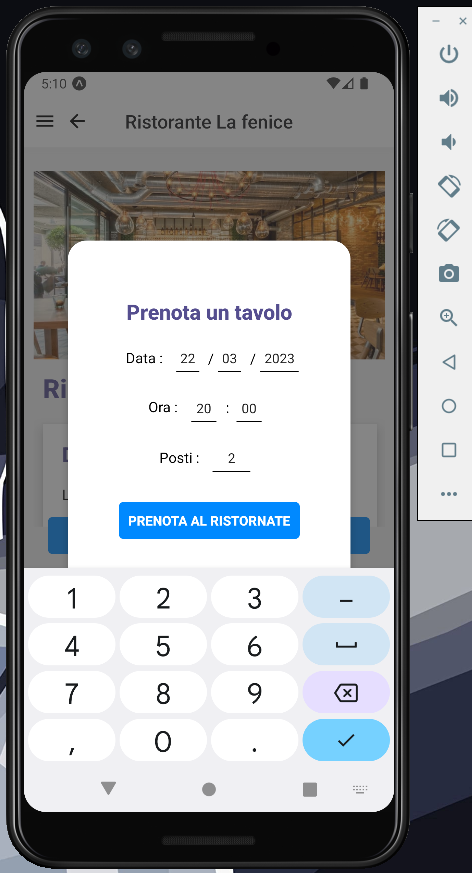 5:10
Ristorante La fenice
Prenota un tavolo
Data : 22 / 03 / 2023
Ri
Ora : 20 : 00
Posti : 2
L
PRENOTA AL RISTORNATE
1 2 3 –
4 5 6
7 8 9
, 0 .